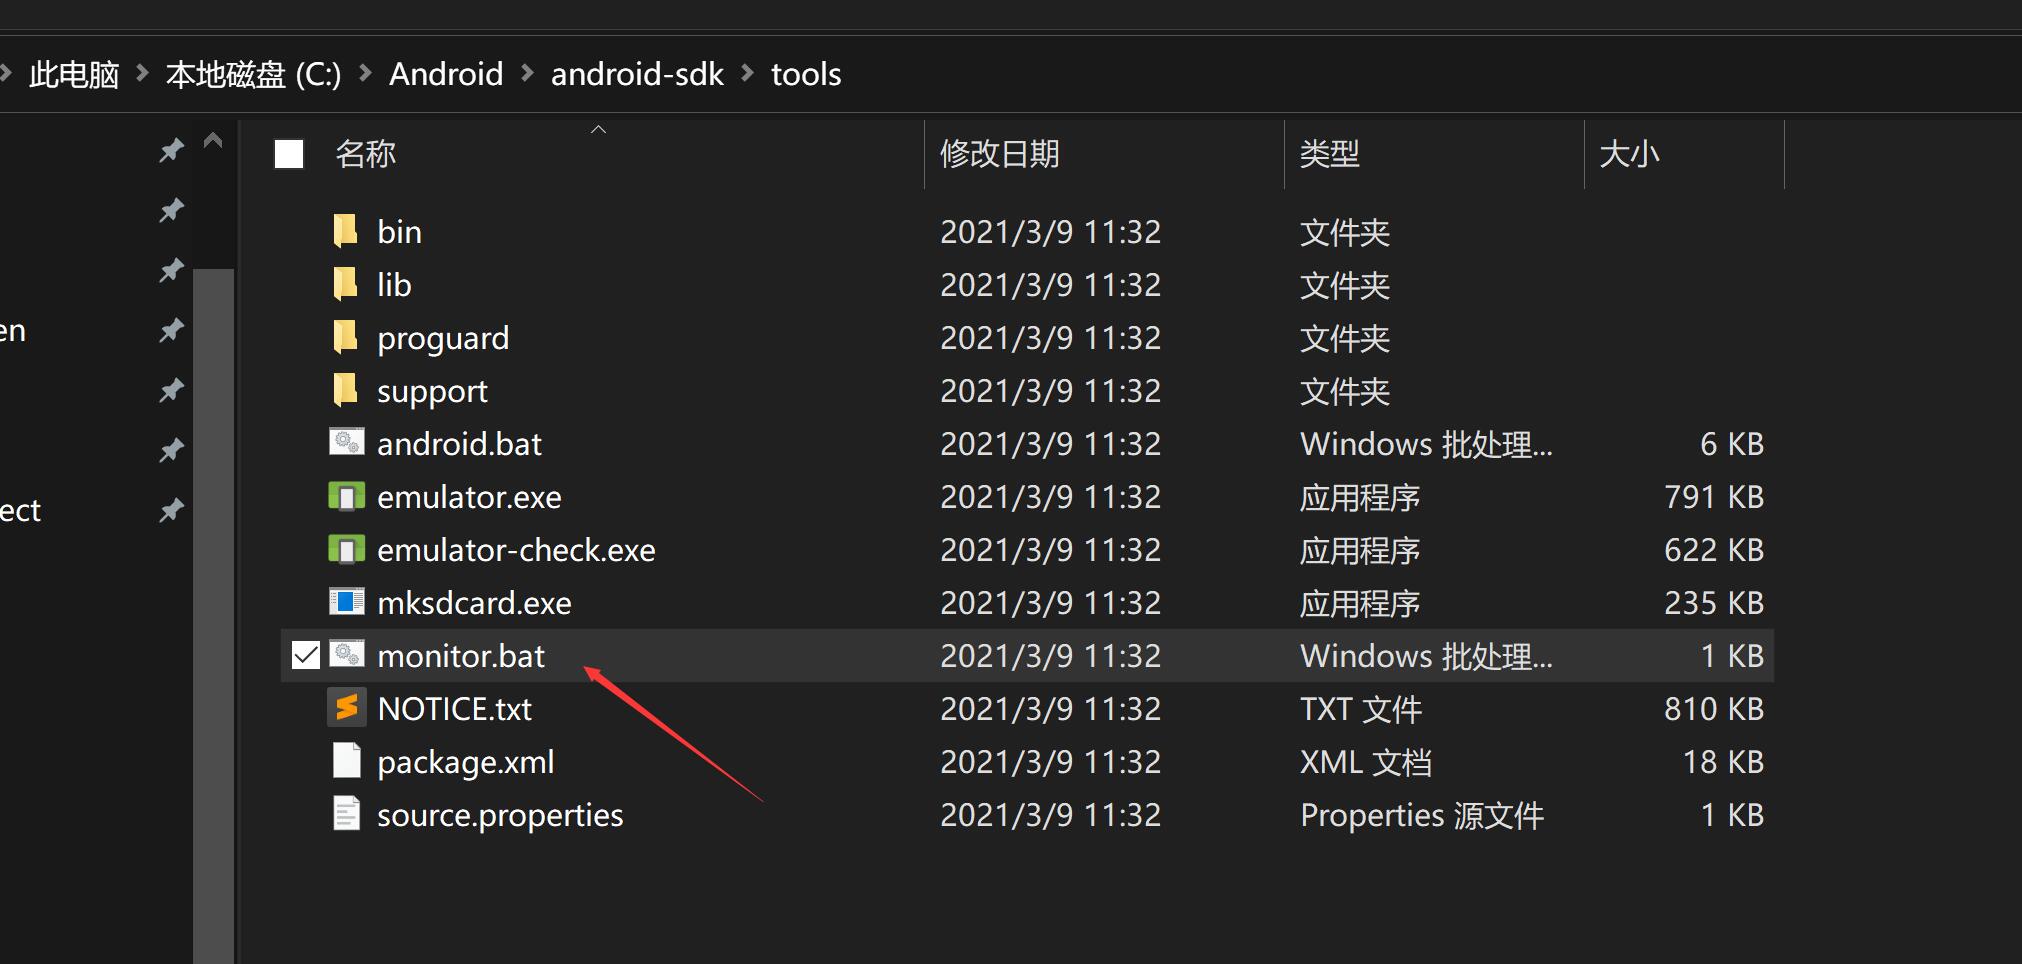 此电脑 本地磁盘 (C:) Android android-sdk tools
名称 修改日期 类型 大小
bin 2021/3/9 11:32 文件夹
lib 2021/3/9 11:32 文件夹
en proguard 2021/3/9 11:32 文件夹
support 2021/3/9 11:32 文件夹
android.bat 2021/3/9 11:32 Windows 批处理... 6 KB
emulator.exe 2021/3/9 11:32 应用程序 791 KB
ect
emulator-check.exe 2021/3/9 11:32 应用程序 622 KB
mksdcard.exe 2021/3/9 11:32 应用程序 235 KB
monitor.bat 2021/3/9 11:32 Windows 批处理... 1 KB
NOTICE.txt 2021/3/9 11:32 TXT 文件 810 KB
package.xml 2021/3/9 11:32 XML 文档 18 KB
source.properties 2021/3/9 11:32 Properties 源文件 1 KB